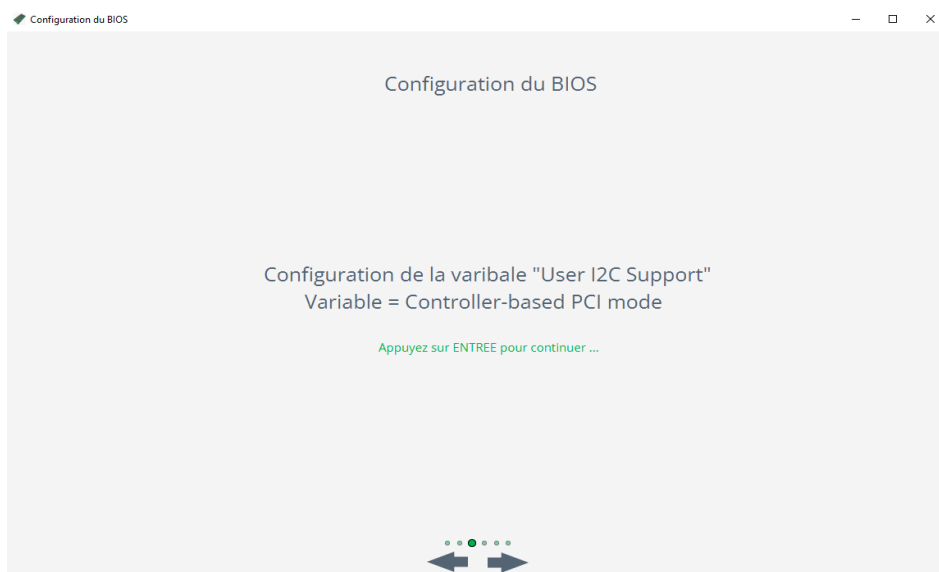 Configuration du BIOS
Configuration du BIOS
Configuration de la varibale "User I2C Support"
Variable = Controller-based PCI mode
Appuyez sur ENTREE pour continuer ...